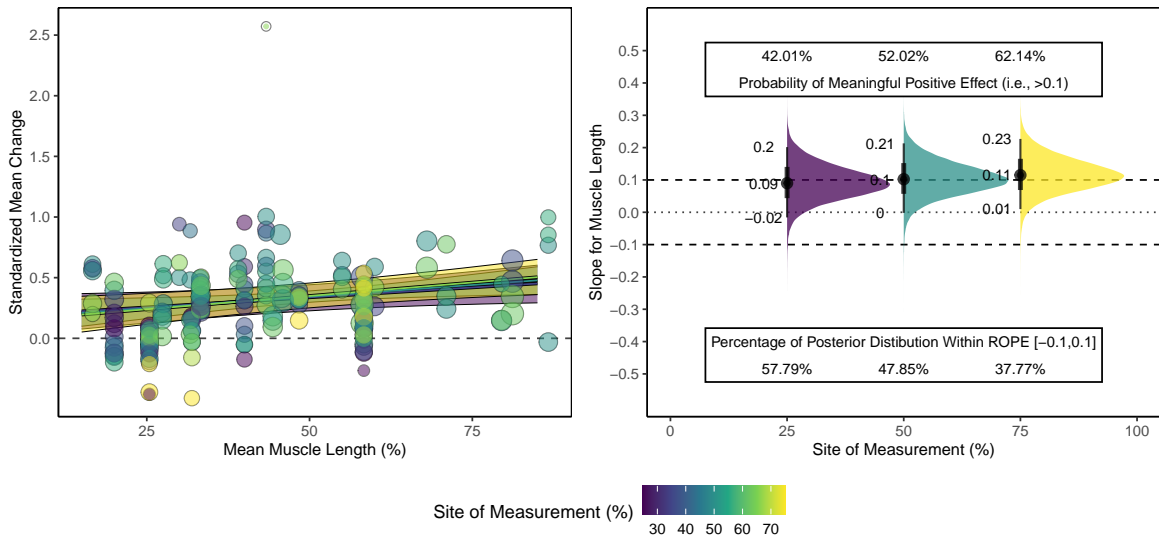 2.5
2.0
1.5
1.0
0.5
0.0
Standardized Mean Change
25 50 75
Mean Muscle Length (%)
0.5
0.4
0.3
0.2
0.1
0.0
−0.1
−0.2
−0.3
−0.4
−0.5
Slope for Muscle Length
42.01% 52.02% 62.14%
Probability of Meaningful Positive Effect (i.e., >0.1)
0.2 0.21 0.23
0.09 0.1 0.11
−0.02 0 0.01
Percentage of Posterior Distibution Within ROPE [−0.1,0.1]
57.79% 47.85% 37.77%
0 25 50 75 100
Site of Measurement (%)
Site of Measurement (%)
30 40 50 60 70